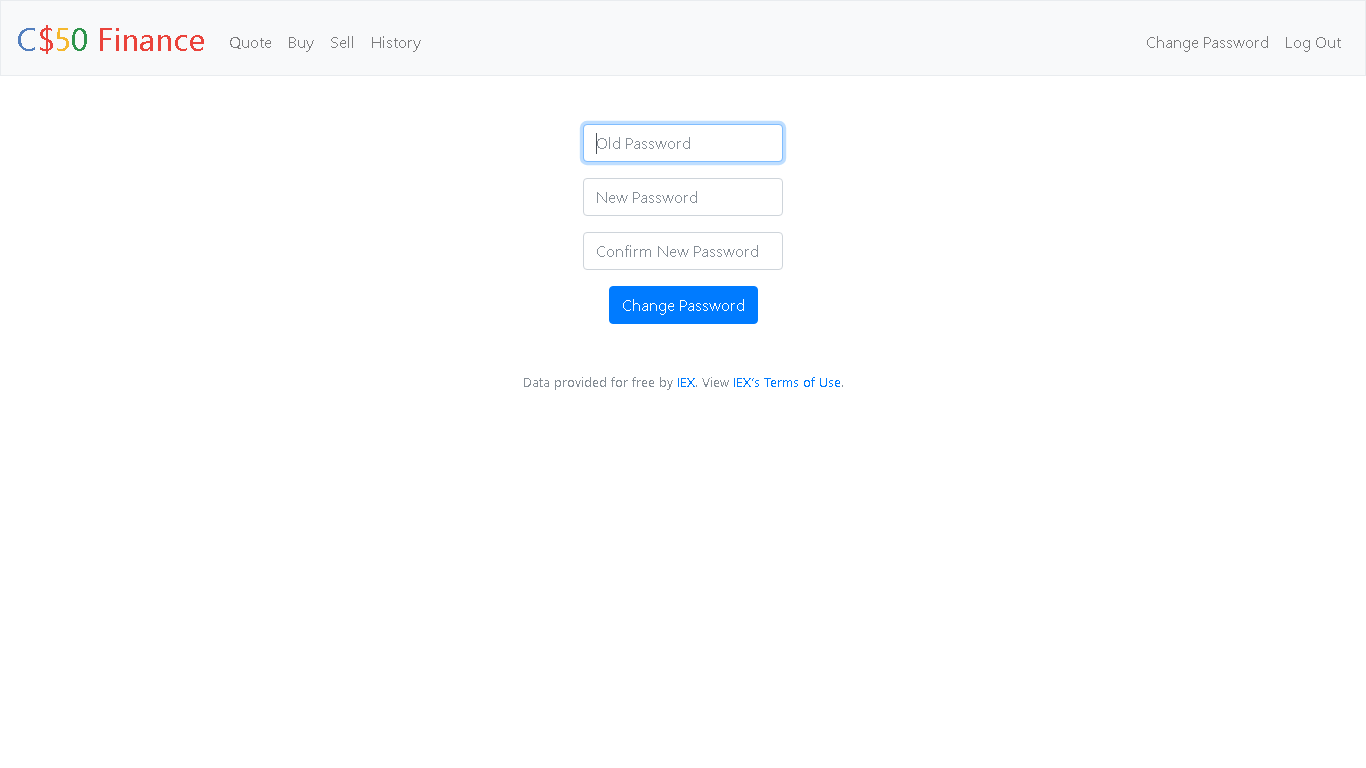 C$50 Finance Quote Buy Sell History Change Password Log Out
Old Password
New Password
Confirm New Password
Change Password
Data provided for free by IEX. View IEX's Terms of Use.